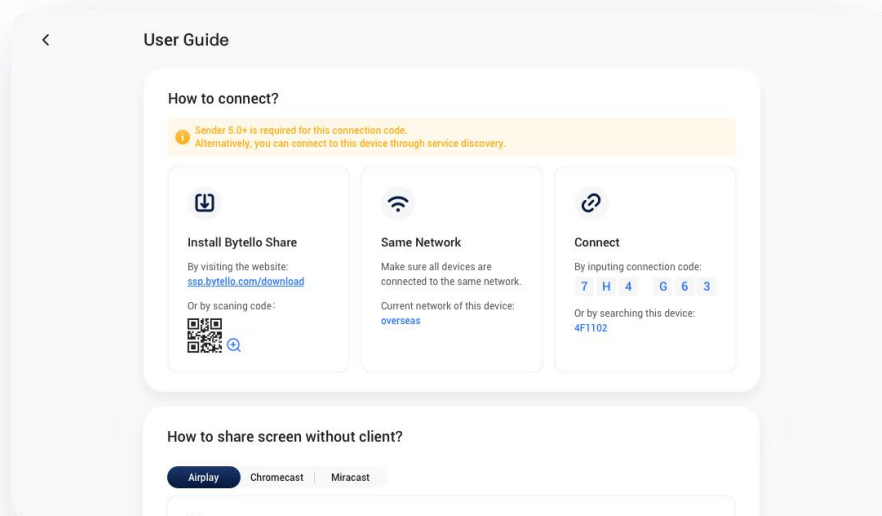 User Guide
How to connect?
Sender 5.0+ is required for this connection code.
Alternatively, you can connect to this device through service discovery.
Install Bytello Share
By visiting the website:
ssp.bytello.com/download
Or by scaning code:
Same Network
Make sure all devices are
connected to the same network.
Current network of this device:
overseas
Connect
By inputing connection code:
7 H 4 G 6 3
Or by searching this device:
4F1102
How to share screen without client?
Airplay Chromecast | Miracast